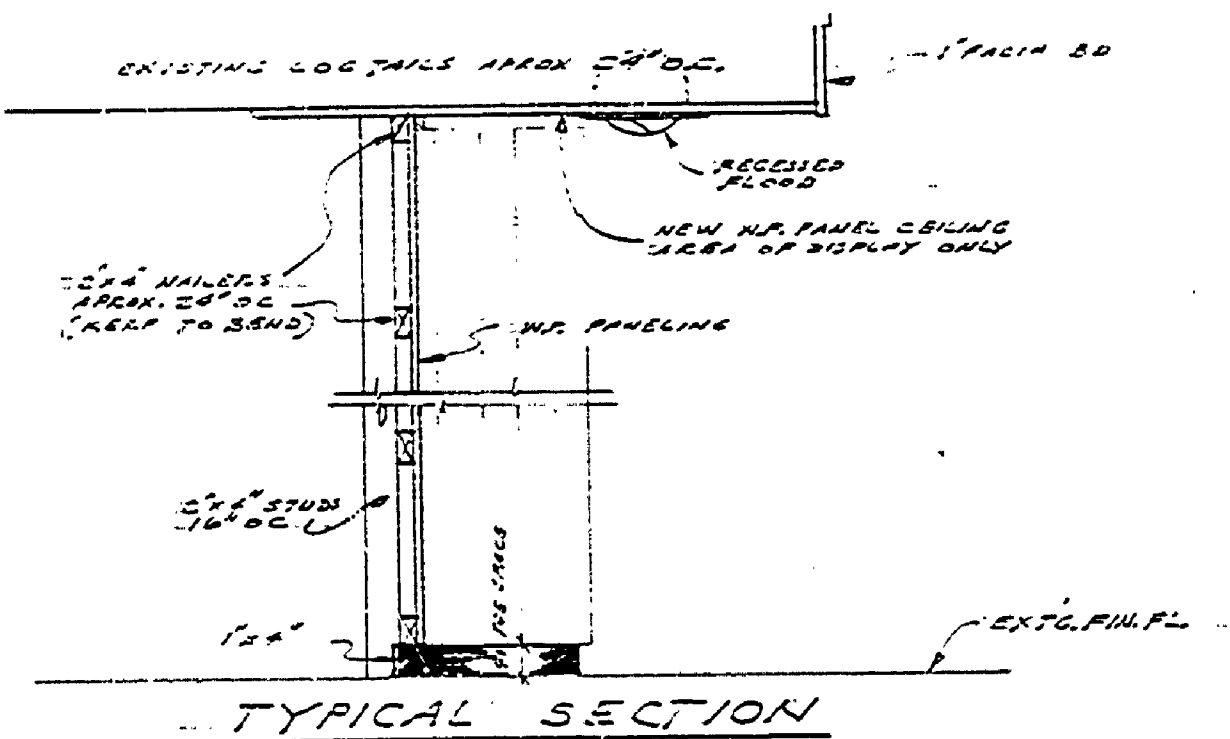 EXISTING LOG TAILS APROX 24" O.C.
1" FACIA BD
RECESSED
FLOOD
NEW W.P. PANEL CEILING
AREA OF DISPLAY ONLY
2"x4" NAILERS
APROX. 24" OC
(KERF TO BEND)
W.P. PANELING
2"x4" STUDS
16" OC
1"x4"
EXT'G. FIN. FL.
TYPICAL SECTION